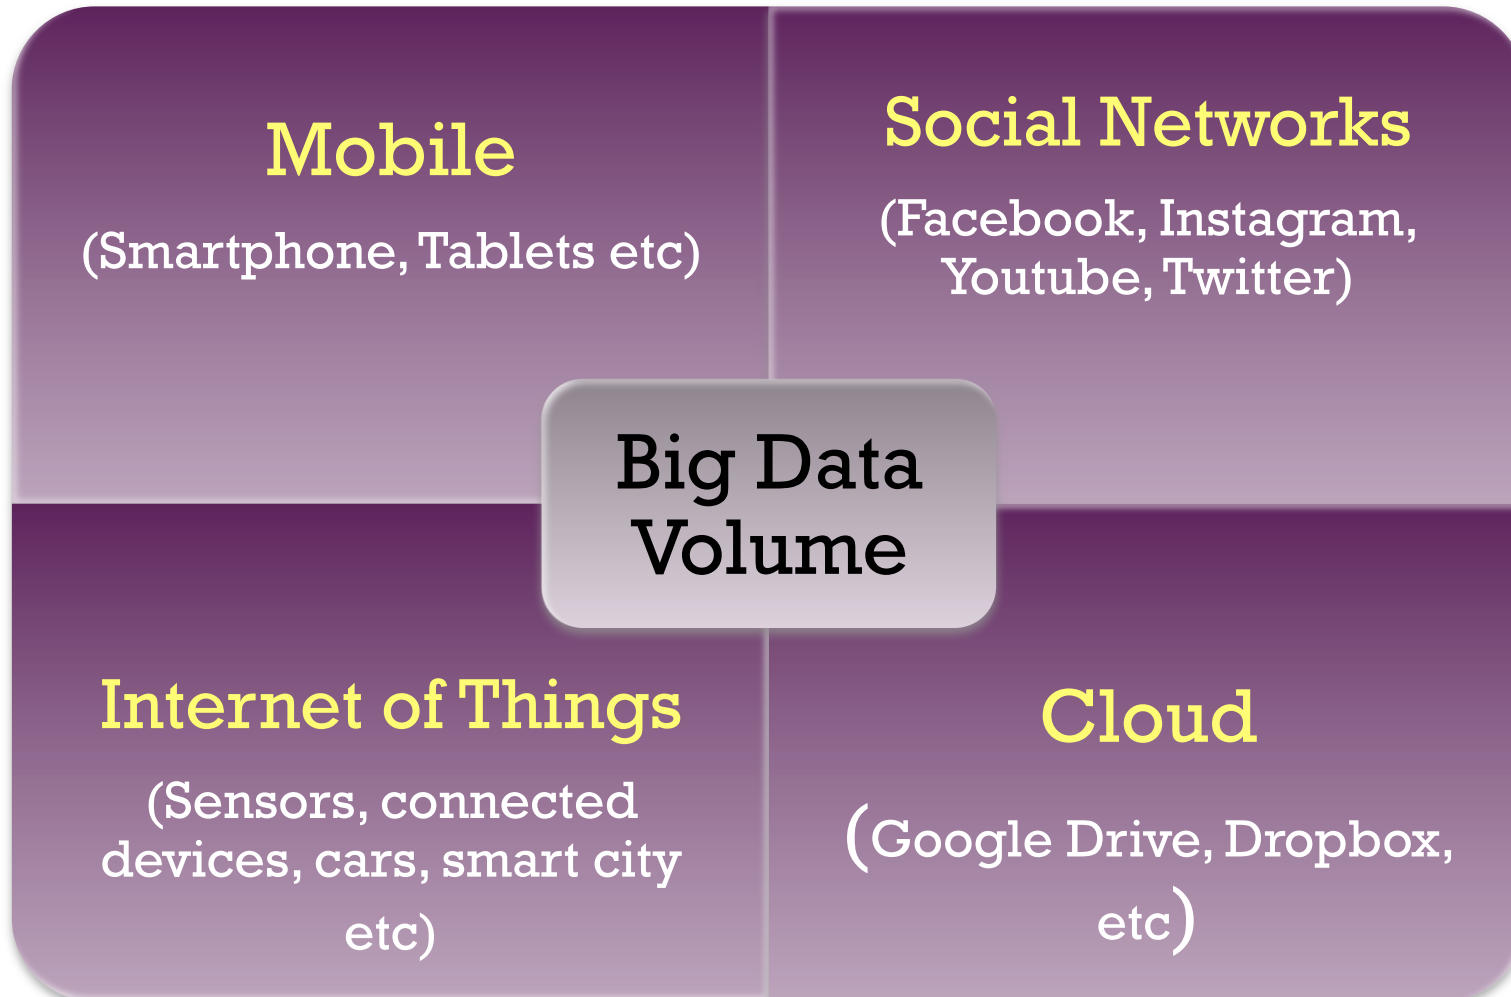 Mobile
(Smartphone, Tablets etc)
Social Networks
(Facebook, Instagram,
Youtube, Twitter)
Big Data
Volume
Internet of Things
(Sensors, connected
devices, cars, smart city
etc)
Cloud
(Google Drive, Dropbox,
etc)